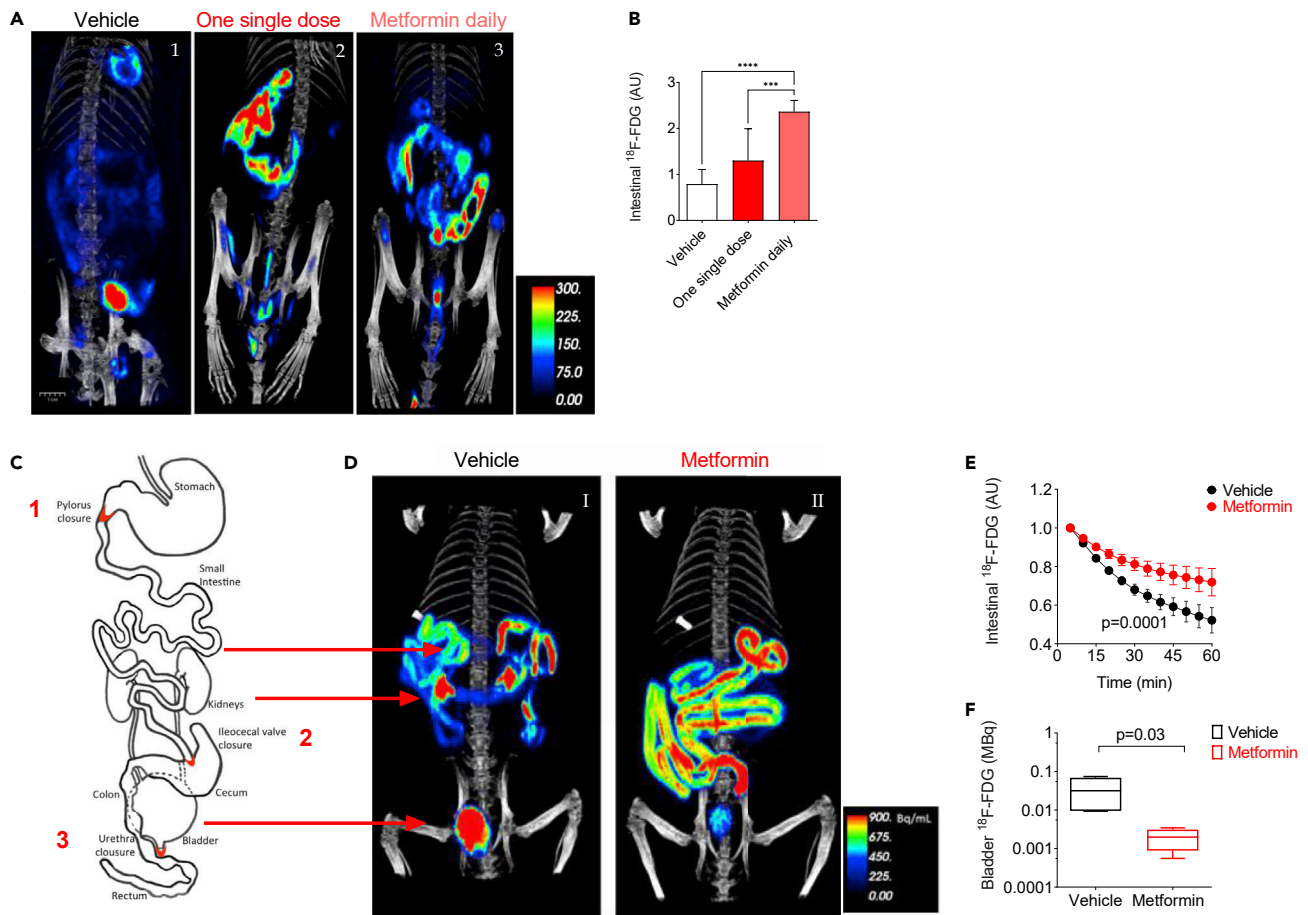 A
Vehicle
One single dose
Metformin daily
1
2
3
1 cm
300.
225.
150.
75.0
0.00
B
Intestinal ¹⁸F-FDG (AU)
3
2
1
0
****
***
Vehicle
One single dose
Metformin daily
C
1
Stomach
Pylorus
closure
Small
Intestine
Kidneys
2
Ileocecal valve
closure
Colon
Cecum
3
Urethra
clousure
Bladder
Rectum
D
Vehicle
Metformin
I
II
900. Bq/mL
675.
450.
225.
0.00
E
Intestinal ¹⁸F-FDG (AU)
1.2
1.0
0.8
0.6
0.4
Vehicle
Metformin
p=0.0001
0 15 30 45 60
Time (min)
F
Bladder ¹⁸F-FDG (MBq)
1
0.1
0.01
0.001
0.0001
p=0.03
Vehicle
Metformin
Vehicle
Metformin